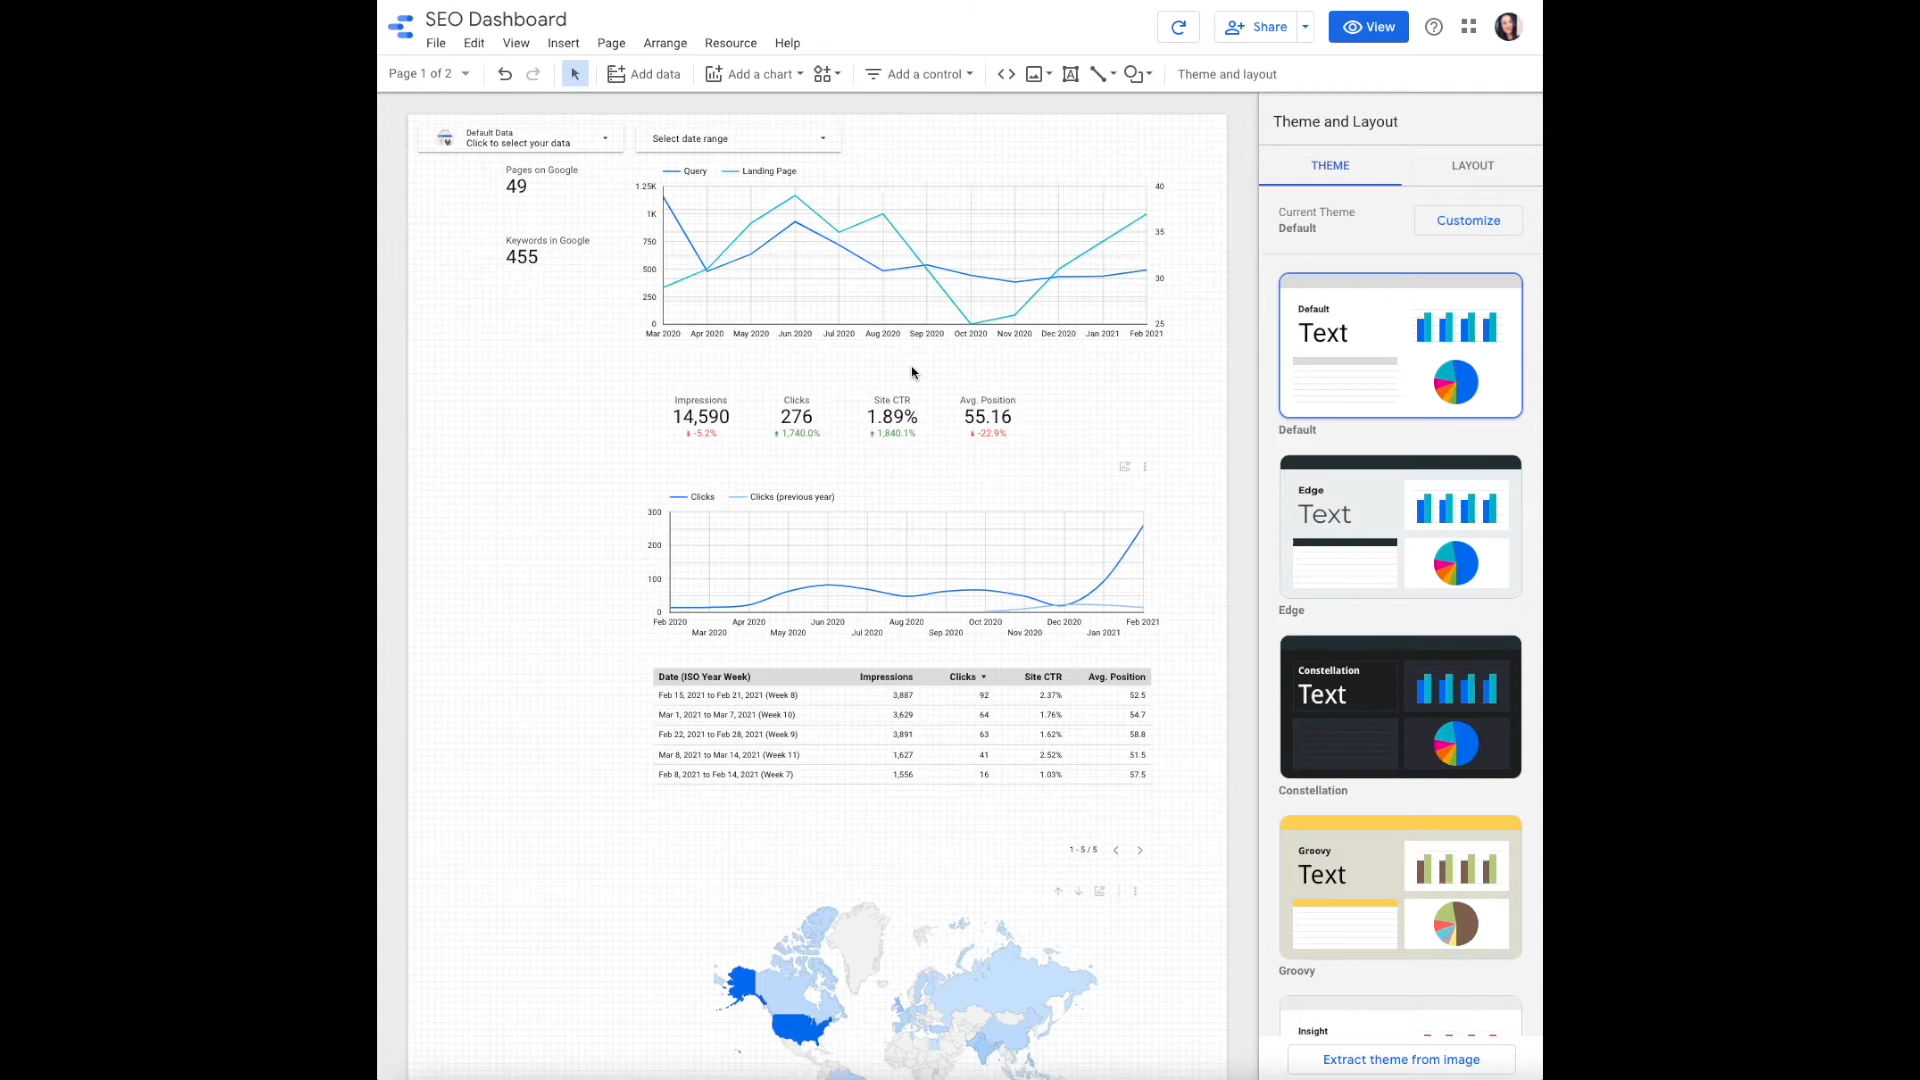 SEO Dashboard
File Edit View Insert Page Arrange Resource Help
Share
View
Page 1 of 2
Add data
Add a chart
Add a control
Theme and layout
Default Data
Click to select your data
Select date range
Pages on Google
49
Keywords in Google
455
Query Landing Page
1.25K
1K
750
500
250
0
40
35
30
25
Mar 2020 Apr 2020 May 2020 Jun 2020 Jul 2020 Aug 2020 Sep 2020 Oct 2020 Nov 2020 Dec 2020 Jan 2021 Feb 2021
Impressions Clicks Site CTR Avg. Position
14,590 276 1.89% 55.16
-5.2% 1,740.0% 1,840.1% -22.9%
Clicks Clicks (previous year)
300
200
100
0
Feb 2020 Apr 2020 Jun 2020 Aug 2020 Oct 2020 Dec 2020 Feb 2021
Mar 2020 May 2020 Jul 2020 Sep 2020 Nov 2020 Jan 2021
Date (ISO Year Week) Impressions Clicks Site CTR Avg. Position
Feb 15, 2021 to Feb 21, 2021 (Week 8) 3,887 92 2.37% 52.5
Mar 1, 2021 to Mar 7, 2021 (Week 10) 3,629 64 1.76% 54.7
Feb 22, 2021 to Feb 28, 2021 (Week 9) 3,891 63 1.62% 58.8
Mar 8, 2021 to Mar 14, 2021 (Week 11) 1,627 41 2.52% 51.5
Feb 8, 2021 to Feb 14, 2021 (Week 7) 1,556 16 1.03% 57.5
1 - 5 / 5
Theme and Layout
THEME LAYOUT
Current Theme
Default
Customize
Default
Text
Default
Edge
Text
Edge
Constellation
Text
Constellation
Groovy
Text
Groovy
Insight
Extract theme from image